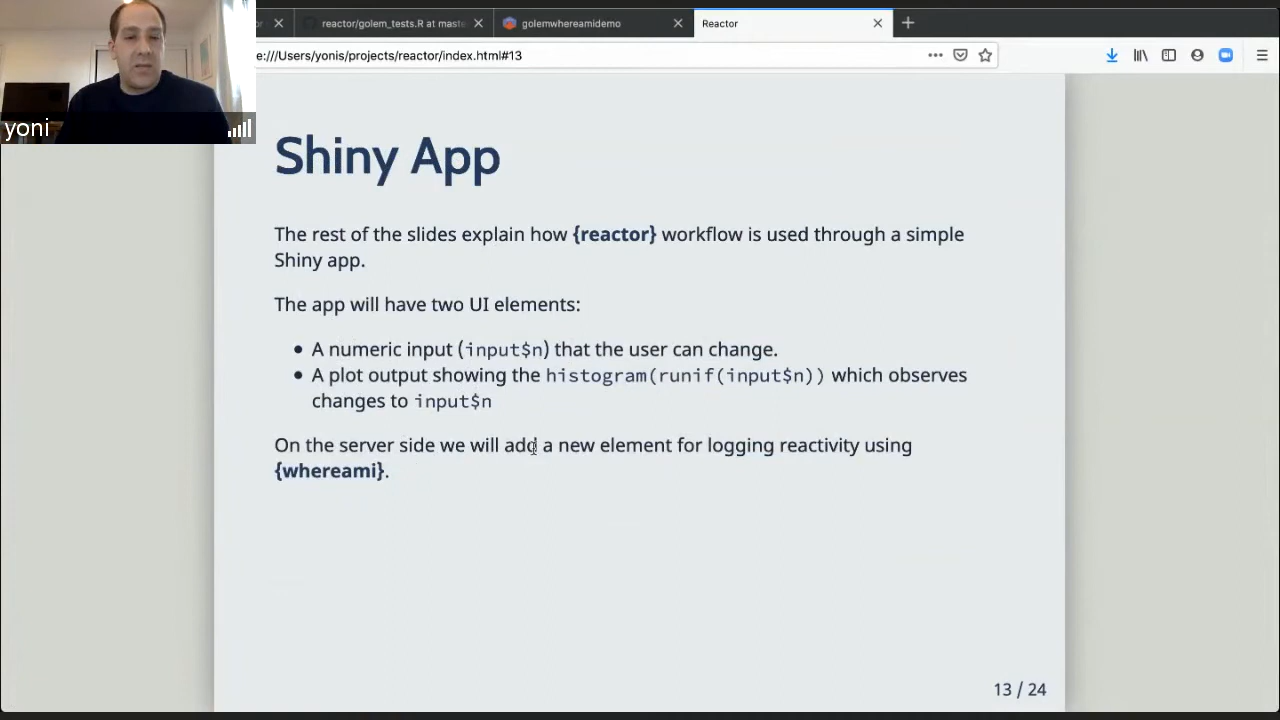 reactor/golem_tests.R at maste
golemwhereamidemo
Reactor
e:///Users/yonis/projects/reactor/index.html#13
yoni
Shiny App
The rest of the slides explain how {reactor} workflow is used through a simple
Shiny app.
The app will have two UI elements:
• A numeric input (input$n) that the user can change.
• A plot output showing the histogram(runif(input$n)) which observes
changes to input$n
On the server side we will add a new element for logging reactivity using
{whereami}.
13 / 24